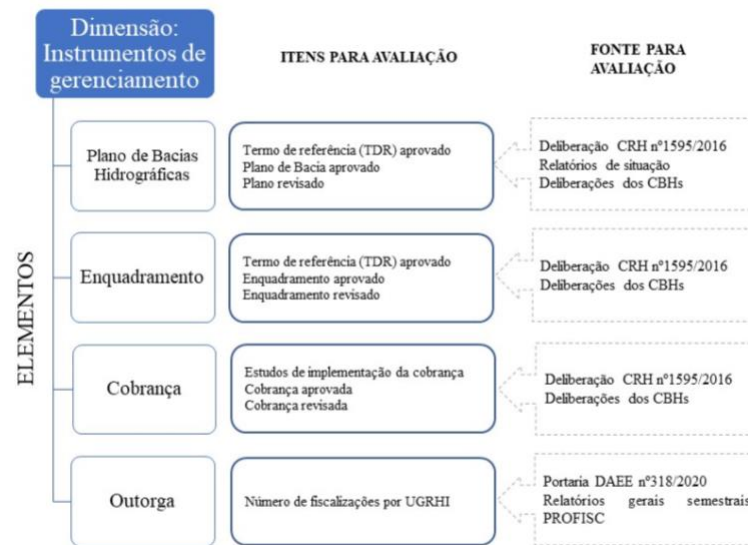 Dimensão:
Instrumentos de
gerenciamento
ITENS PARA AVALIAÇÃO
FONTE PARA
AVALIAÇÃO
ELEMENTOS
Plano de Bacias
Hidrográficas
Termo de referência (TDR) aprovado
Plano de Bacia aprovado
Plano revisado
Deliberação CRH nº1595/2016
Relatórios de situação
Deliberações dos CBHs
Enquadramento
Termo de referência (TDR) aprovado
Enquadramento aprovado
Enquadramento revisado
Deliberação CRH nº1595/2016
Deliberações dos CBHs
Cobrança
Estudos de implementação da cobrança
Cobrança aprovada
Cobrança revisada
Deliberação CRH nº1595/2016
Deliberações dos CBHs
Outorga
Número de fiscalizações por UGRHI
Portaria DAEE nº318/2020
Relatórios gerais semestrais
PROFISC